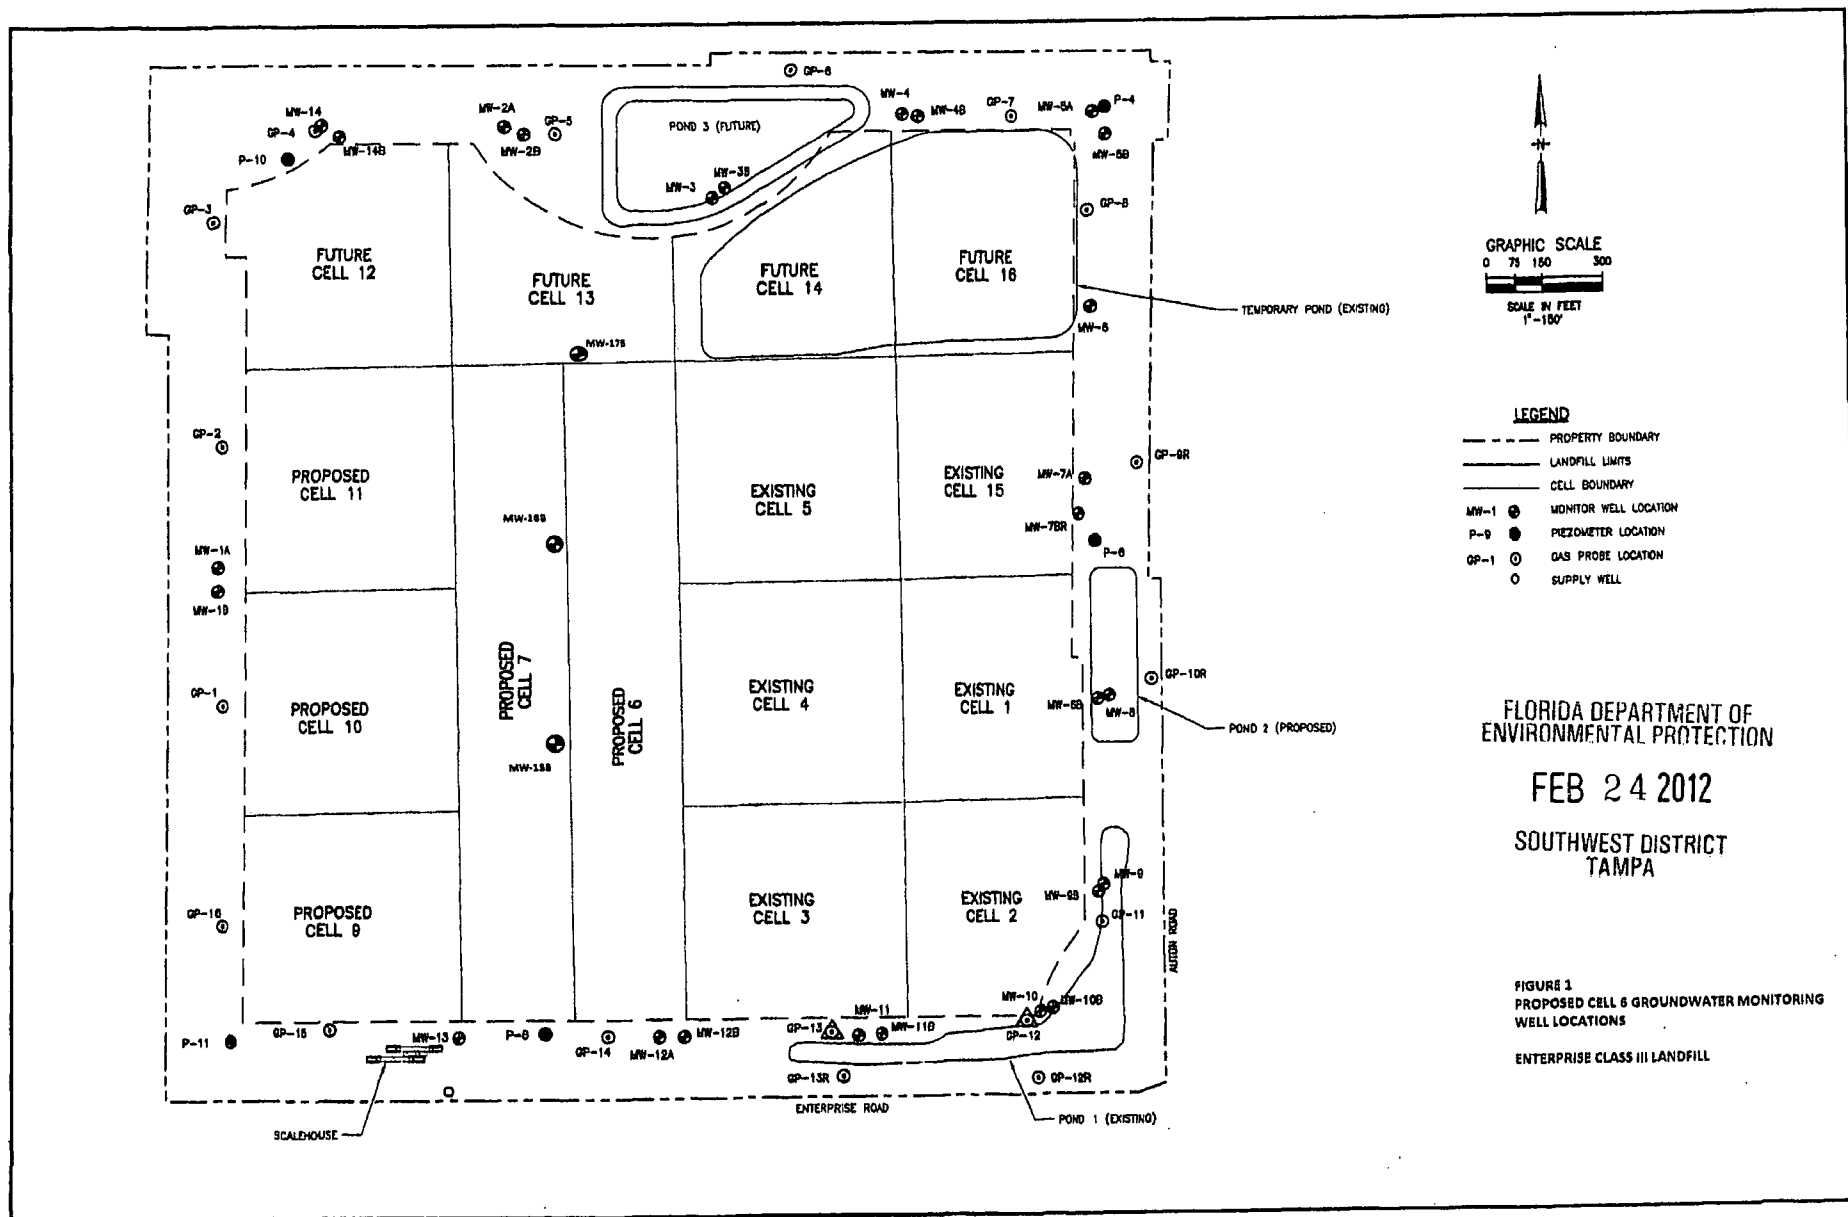 GP-6
MW-14
GP-4
MW-14B
P-10
MW-2A
MW-2B
GP-5
POND 3 (FUTURE)
MW-4
MW-4B
GP-7
MW-5A
P-4
MW-5B
MW-3
MW-3B
GP-3
GP-8
N
GRAPHIC SCALE
0 75 150 300
SCALE IN FEET
1"-150'
FUTURE
CELL 12
FUTURE
CELL 13
FUTURE
CELL 14
FUTURE
CELL 16
TEMPORARY POND (EXISTING)
MW-6
MW-17B
LEGEND
PROPERTY BOUNDARY
LANDFILL LIMITS
CELL BOUNDARY
MW-1 MONITOR WELL LOCATION
P-9 PIEZOMETER LOCATION
GP-1 GAS PROBE LOCATION
SUPPLY WELL
GP-2
PROPOSED
CELL 11
EXISTING
CELL 5
EXISTING
CELL 15
MW-7A
GP-9R
MW-7BR
P-6
MW-16B
MW-1A
MW-1B
GP-1
PROPOSED
CELL 10
PROPOSED
CELL 7
PROPOSED
CELL 6
EXISTING
CELL 4
EXISTING
CELL 1
MW-8
GP-10R
POND 2 (PROPOSED)
FLORIDA DEPARTMENT OF
ENVIRONMENTAL PROTECTION
FEB 24 2012
SOUTHWEST DISTRICT
TAMPA
GP-16
PROPOSED
CELL 9
EXISTING
CELL 3
EXISTING
CELL 2
MW-9
MW-9B
GP-11
MW-10
MW-10B
GP-12
MW-11
MW-11B
GP-13
P-11
GP-15
MW-13
P-8
GP-14
MW-12A
MW-12B
GP-13R
GP-12R
ENTERPRISE ROAD
SCALEHOUSE
POND 1 (EXISTING)
FIGURE 1
PROPOSED CELL 6 GROUNDWATER MONITORING
WELL LOCATIONS
ENTERPRISE CLASS III LANDFILL